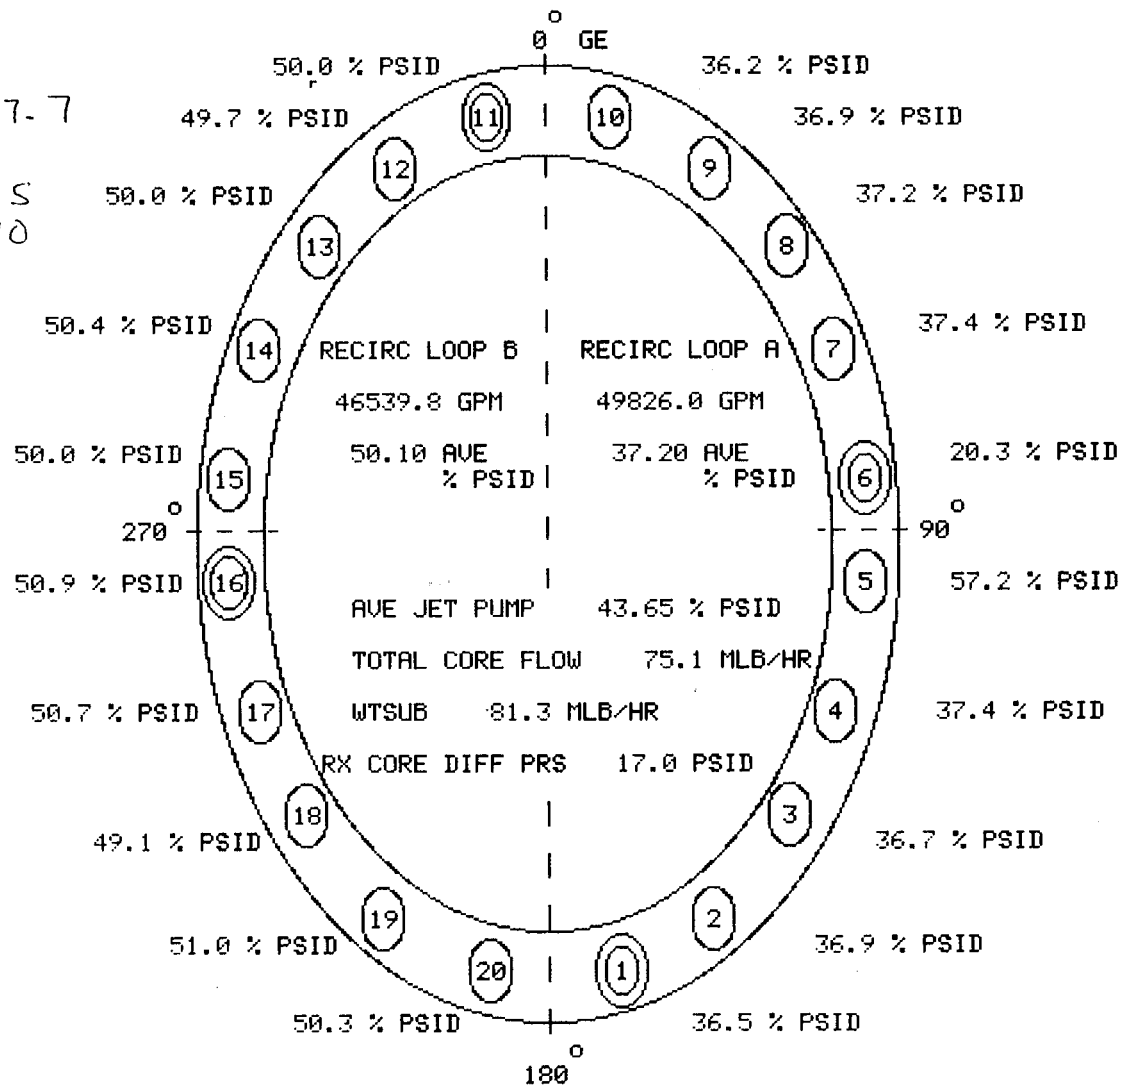 0° GE
50.0 % PSID
36.2 % PSID
7-7
49.7 % PSID
11
10
36.9 % PSID
12
9
S
50.0 % PSID
37.2 % PSID
0
13
8
50.4 % PSID
37.4 % PSID
14
RECIRC LOOP B
RECIRC LOOP A
7
46539.8 GPM
49826.0 GPM
50.0 % PSID
50.10 AVE
37.20 AVE
20.3 % PSID
15
% PSID
% PSID
6
270°
90°
50.9 % PSID
16
5
57.2 % PSID
AVE JET PUMP 43.65 % PSID
TOTAL CORE FLOW 75.1 MLB/HR
50.7 % PSID
17
WTSUB 81.3 MLB/HR
4
37.4 % PSID
RX CORE DIFF PRS 17.0 PSID
18
3
49.1 % PSID
36.7 % PSID
19
2
51.0 % PSID
36.9 % PSID
20
1
50.3 % PSID
36.5 % PSID
180°